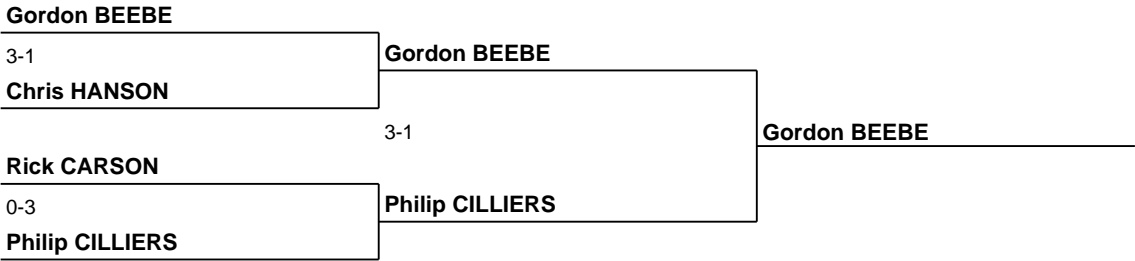 Gordon BEEBE
3-1
Gordon BEEBE
Chris HANSON
3-1
Gordon BEEBE
Rick CARSON
0-3
Philip CILLIERS
Philip CILLIERS